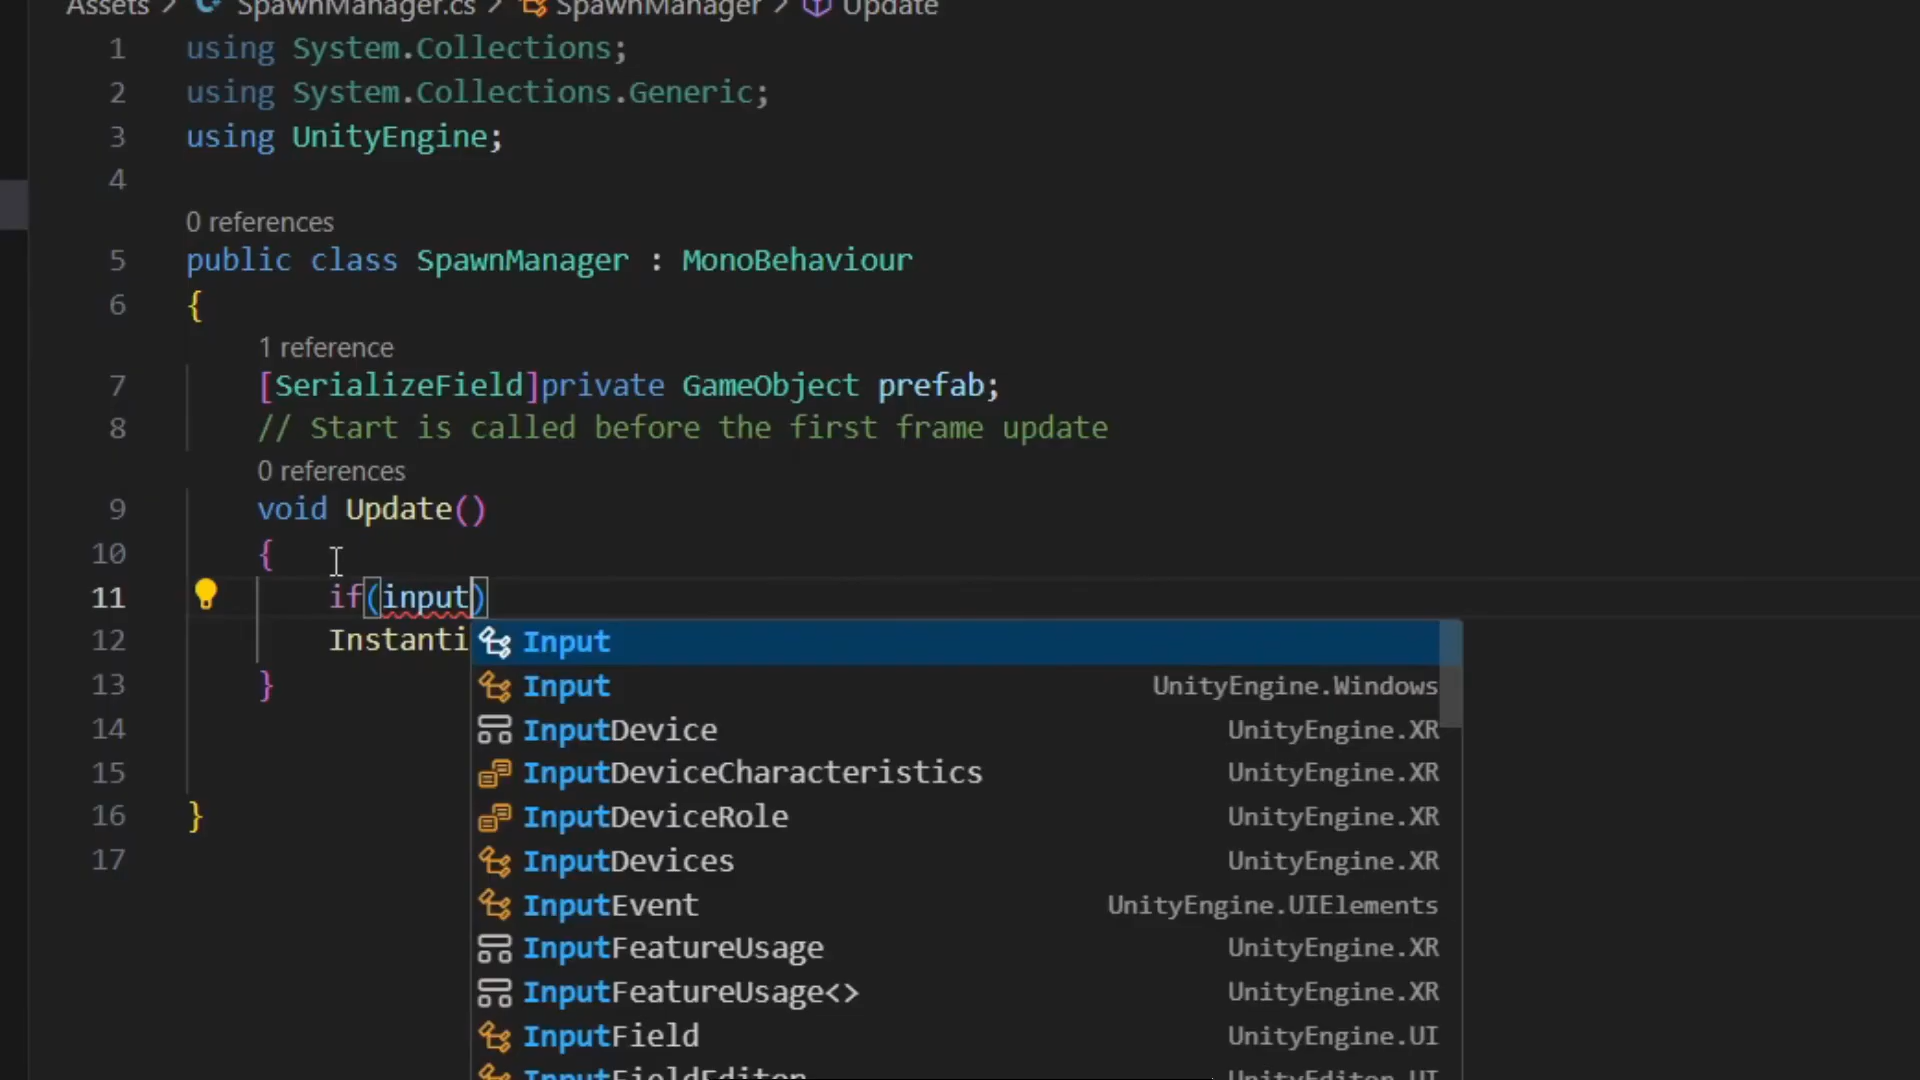 Assets > SpawnManager.cs > SpawnManager > Update
1 using System.Collections;
2 using System.Collections.Generic;
3 using UnityEngine;
4
0 references
5 public class SpawnManager : MonoBehaviour
6 {
1 reference
7 [SerializeField]private GameObject prefab;
8 // Start is called before the first frame update
0 references
9 void Update()
10 {
11 if(input)
12 Instanti
13 }
14
15
16 }
17
Input
Input UnityEngine.Windows
InputDevice UnityEngine.XR
InputDeviceCharacteristics UnityEngine.XR
InputDeviceRole UnityEngine.XR
InputDevices UnityEngine.XR
InputEvent UnityEngine.UIElements
InputFeatureUsage UnityEngine.XR
InputFeatureUsage<> UnityEngine.XR
InputField UnityEngine.UI
InputFieldEditor UnityEditor.UI